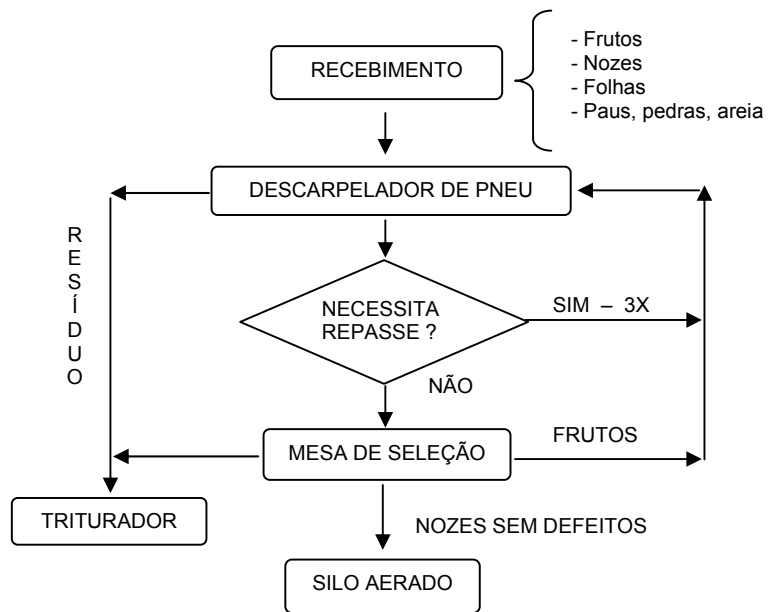 RECEBIMENTO
- Frutos
- Nozes
- Folhas
- Paus, pedras, areia
DESCARPELADOR DE PNEU
RESÍDUO
NECESSITA
REPASSE ?
SIM – 3X
NÃO
MESA DE SELEÇÃO
FRUTOS
TRITURADOR
NOZES SEM DEFEITOS
SILO AERADO